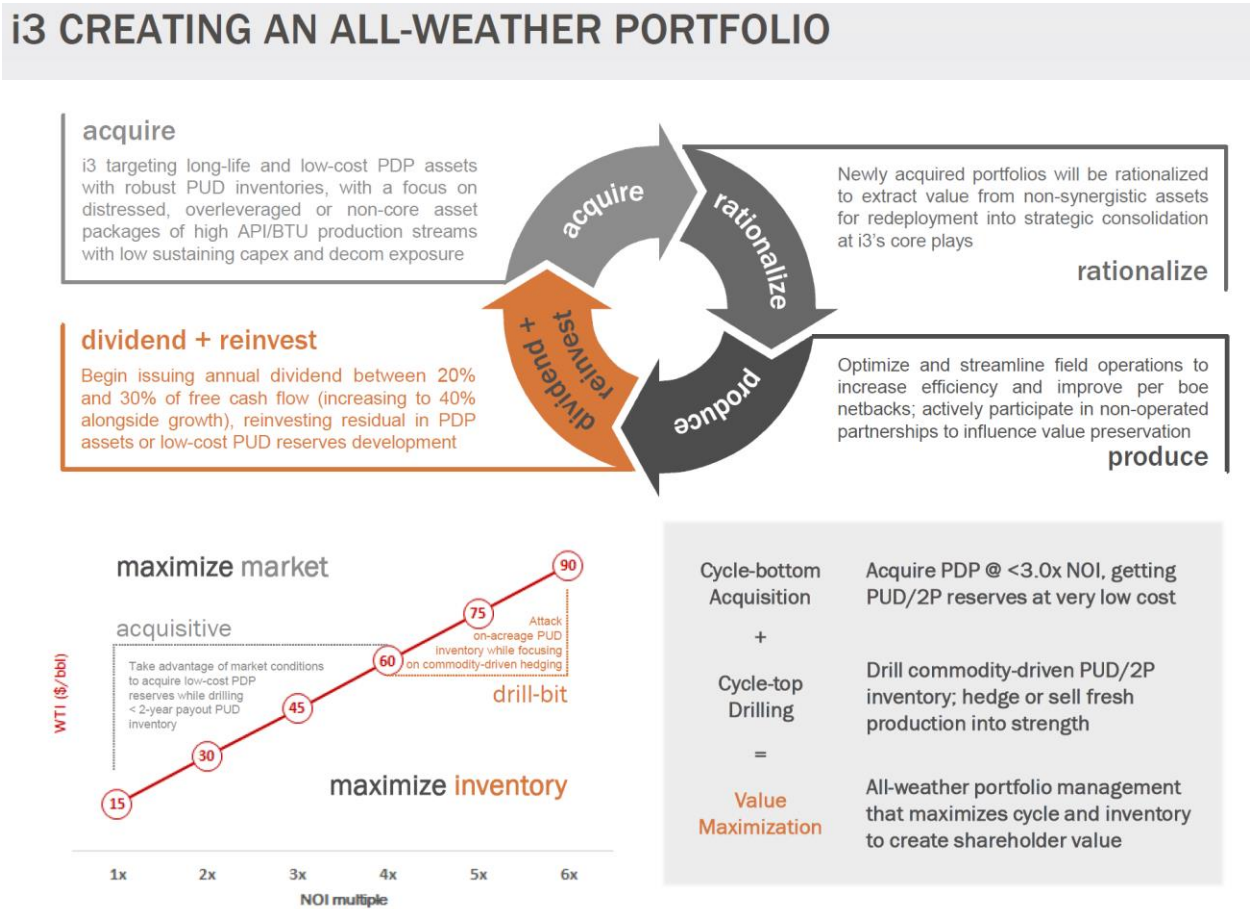 i3 CREATING AN ALL-WEATHER PORTFOLIO
acquire
i3 targeting long-life and low-cost PDP assets
with robust PUD inventories, with a focus on
distressed, overleveraged or non-core asset
packages of high API/BTU production streams
with low sustaining capex and decom exposure
dividend + reinvest
Begin issuing annual dividend between 20%
and 30% of free cash flow (increasing to 40%
alongside growth), reinvesting residual in PDP
assets or low-cost PUD reserves development
acquire
rationalize
produce
dividend +
reinvest
Newly acquired portfolios will be rationalized
to extract value from non-synergistic assets
for redeployment into strategic consolidation
at i3's core plays
rationalize
Optimize and streamline field operations to
increase efficiency and improve per boe
netbacks; actively participate in non-operated
partnerships to influence value preservation
produce
maximize market
acquisitive
Take advantage of market conditions
to acquire low-cost PDP
reserves while drilling
< 2-year payout PUD
inventory
WTI ($/bbl)
15
30
45
60
75
90
Attack
on-acreage PUD
inventory while focusing
on commodity-driven hedging
drill-bit
maximize inventory
1x 2x 3x 4x 5x 6x
NOI multiple
Cycle-bottom
Acquisition
Acquire PDP @ <3.0x NOI, getting
PUD/2P reserves at very low cost
+
Cycle-top
Drilling
Drill commodity-driven PUD/2P
inventory; hedge or sell fresh
production into strength
=
Value
Maximization
All-weather portfolio management
that maximizes cycle and inventory
to create shareholder value